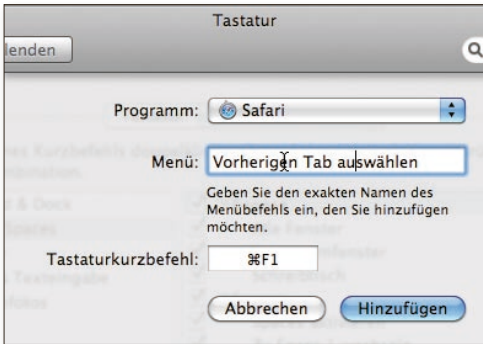 Tastatur
lenden
Programm: Safari
Menü: Vorherigen Tab auswählen
Geben Sie den exakten Namen des
Menübefehls ein, den Sie hinzufügen
möchten.
Tastaturkurzbefehl: ⌘F1
Abbrechen Hinzufügen